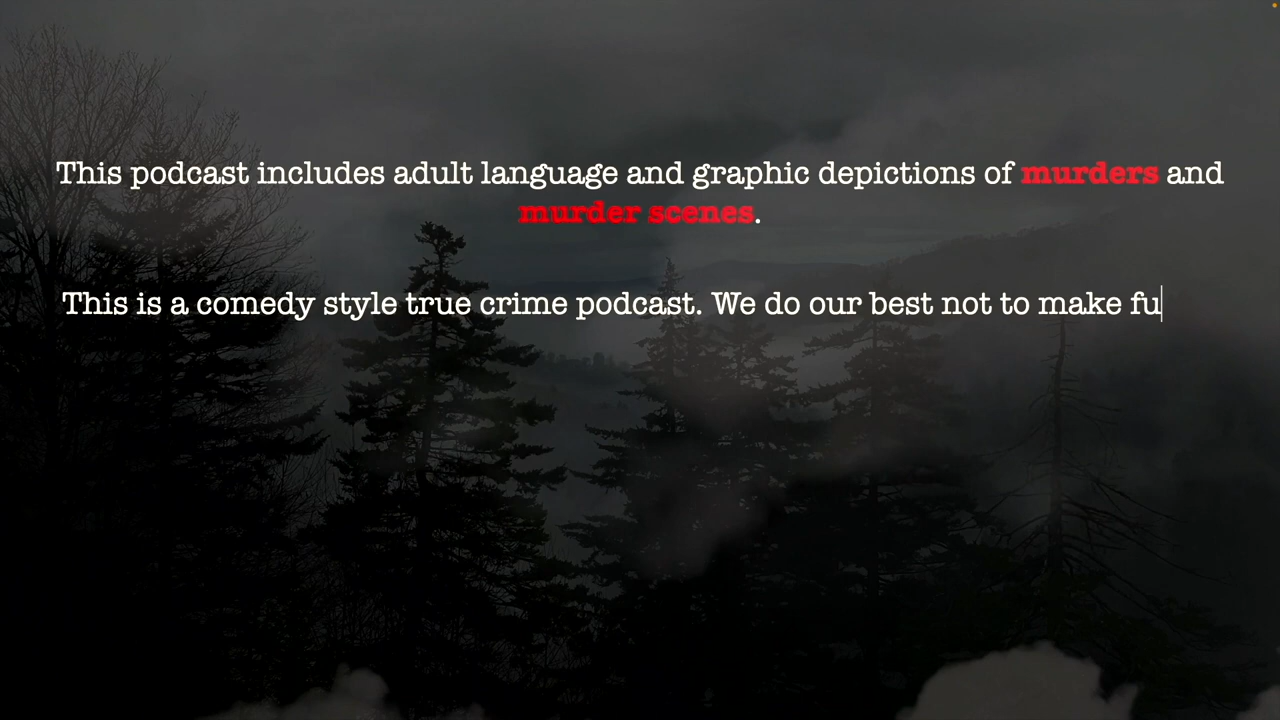 This podcast includes adult language and graphic depictions of murders and
murder scenes.
This is a comedy style true crime podcast. We do our best not to make fu